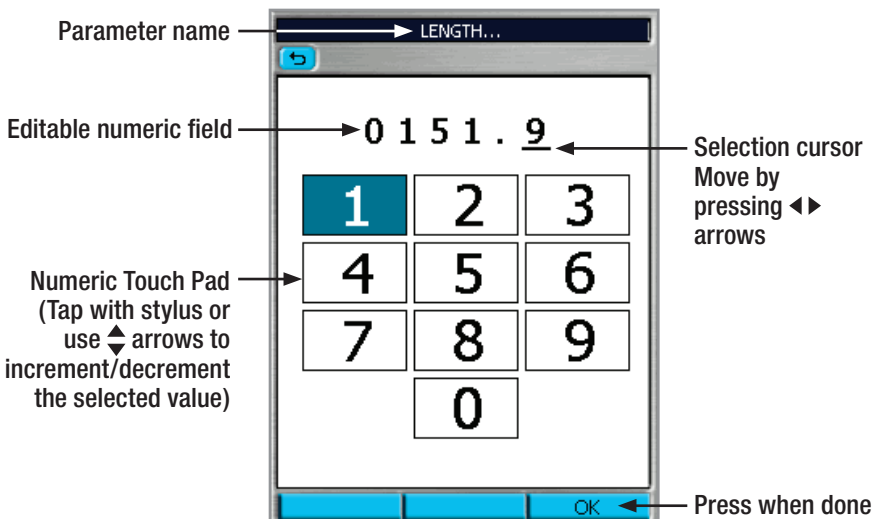 Parameter name
LENGTH...
Editable numeric field
0151.9
Selection cursor
Move by
pressing ◀▶
arrows
1 2 3
Numeric Touch Pad
(Tap with stylus or
use ▲▼ arrows to
increment/decrement
the selected value)
4 5 6
7 8 9
0
OK
Press when done